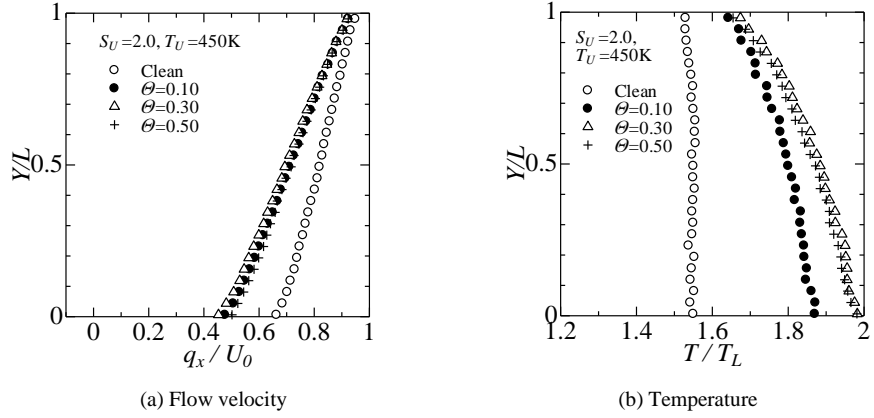 1
S_U=2.0, T_U=450K
Clean
Θ=0.10
Θ=0.30
Θ=0.50
Y/L
0.5
0
0 0.2 0.4 0.6 0.8 1
q_x / U_0
(a) Flow velocity
1
S_U=2.0,
T_U=450K
Clean
Θ=0.10
Θ=0.30
Θ=0.50
Y/L
0.5
0
1.2 1.4 1.6 1.8 2
T / T_L
(b) Temperature